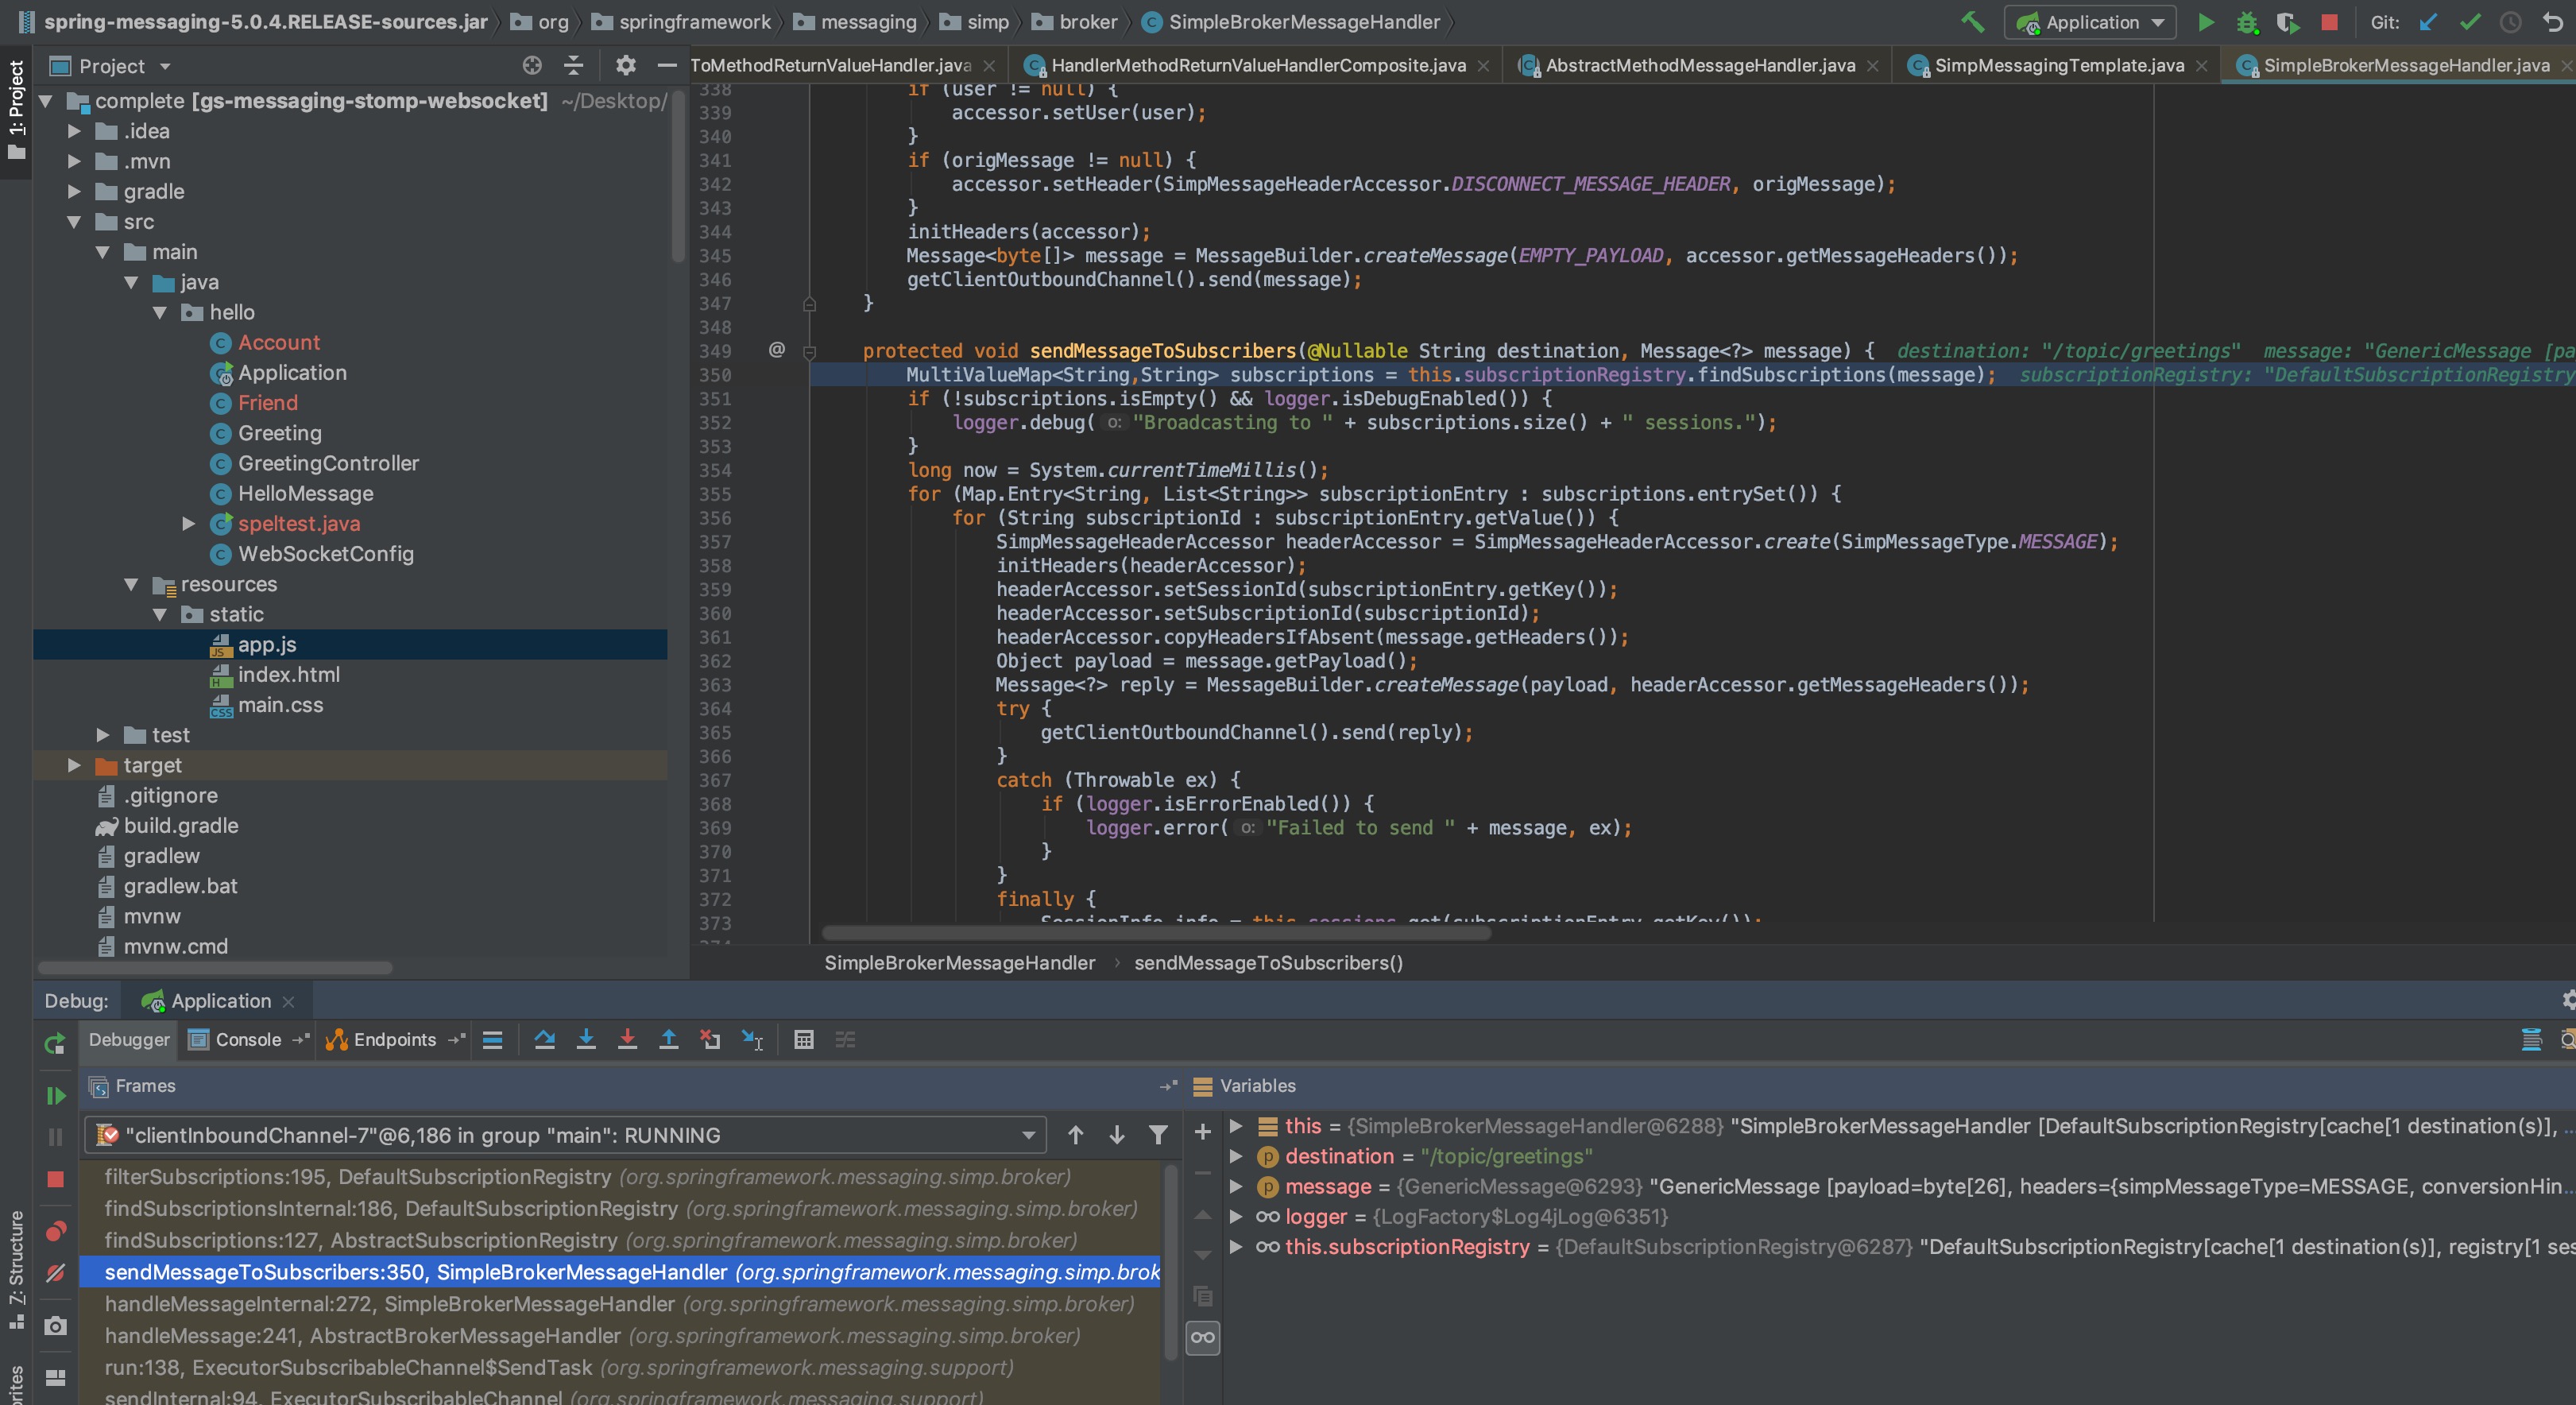 spring-messaging-5.0.4.RELEASE-sources.jar org springframework messaging simp broker SimpleBrokerMessageHandler Application Git:
Project
ToMethodReturnValueHandler.java HandlerMethodReturnValueHandlerComposite.java AbstractMethodMessageHandler.java SimpMessagingTemplate.java SimpleBrokerMessageHandler.java
1: Project
complete [gs-messaging-stomp-websocket] ~/Desktop/
.idea
.mvn
gradle
src
main
java
hello
Account
Application
Friend
Greeting
GreetingController
HelloMessage
speltest.java
WebSocketConfig
resources
static
app.js
index.html
main.css
test
target
.gitignore
build.gradle
gradlew
gradlew.bat
mvnw
mvnw.cmd
338 if (user != null) {
339 accessor.setUser(user);
340 }
341 if (origMessage != null) {
342 accessor.setHeader(SimpMessageHeaderAccessor.DISCONNECT_MESSAGE_HEADER, origMessage);
343 }
344 initHeaders(accessor);
345 Message<byte[]> message = MessageBuilder.createMessage(EMPTY_PAYLOAD, accessor.getMessageHeaders());
346 getClientOutboundChannel().send(message);
347 }
348
349 @ protected void sendMessageToSubscribers(@Nullable String destination, Message<?> message) { destination: "/topic/greetings" message: "GenericMessage [pa
350 MultiValueMap<String,String> subscriptions = this.subscriptionRegistry.findSubscriptions(message); subscriptionRegistry: "DefaultSubscriptionRegistry
351 if (!subscriptions.isEmpty() && logger.isDebugEnabled()) {
352 logger.debug( o: "Broadcasting to " + subscriptions.size() + " sessions.");
353 }
354 long now = System.currentTimeMillis();
355 for (Map.Entry<String, List<String>> subscriptionEntry : subscriptions.entrySet()) {
356 for (String subscriptionId : subscriptionEntry.getValue()) {
357 SimpMessageHeaderAccessor headerAccessor = SimpMessageHeaderAccessor.create(SimpMessageType.MESSAGE);
358 initHeaders(headerAccessor);
359 headerAccessor.setSessionId(subscriptionEntry.getKey());
360 headerAccessor.setSubscriptionId(subscriptionId);
361 headerAccessor.copyHeadersIfAbsent(message.getHeaders());
362 Object payload = message.getPayload();
363 Message<?> reply = MessageBuilder.createMessage(payload, headerAccessor.getMessageHeaders());
364 try {
365 getClientOutboundChannel().send(reply);
366 }
367 catch (Throwable ex) {
368 if (logger.isErrorEnabled()) {
369 logger.error( o: "Failed to send " + message, ex);
370 }
371 }
372 finally {
373 SessionInfo info = this.sessions.get(subscriptionEntry.getKey());
SimpleBrokerMessageHandler sendMessageToSubscribers()
Debug: Application
Debugger Console Endpoints
Frames
"clientInboundChannel-7"@6,186 in group "main": RUNNING
filterSubscriptions:195, DefaultSubscriptionRegistry (org.springframework.messaging.simp.broker)
findSubscriptionsInternal:186, DefaultSubscriptionRegistry (org.springframework.messaging.simp.broker)
findSubscriptions:127, AbstractSubscriptionRegistry (org.springframework.messaging.simp.broker)
sendMessageToSubscribers:350, SimpleBrokerMessageHandler (org.springframework.messaging.simp.brok
handleMessageInternal:272, SimpleBrokerMessageHandler (org.springframework.messaging.simp.broker)
handleMessage:241, AbstractBrokerMessageHandler (org.springframework.messaging.simp.broker)
run:138, ExecutorSubscribableChannel$SendTask (org.springframework.messaging.support)
sendInternal:94, ExecutorSubscribableChannel (org.springframework.messaging.support)
Variables
this = {SimpleBrokerMessageHandler@6288} "SimpleBrokerMessageHandler [DefaultSubscriptionRegistry[cache[1 destination(s)], ...
destination = "/topic/greetings"
message = {GenericMessage@6293} "GenericMessage [payload=byte[26], headers={simpMessageType=MESSAGE, conversionHin...
logger = {LogFactory$Log4jLog@6351}
this.subscriptionRegistry = {DefaultSubscriptionRegistry@6287} "DefaultSubscriptionRegistry[cache[1 destination(s)], registry[1 ses
Z: Structure